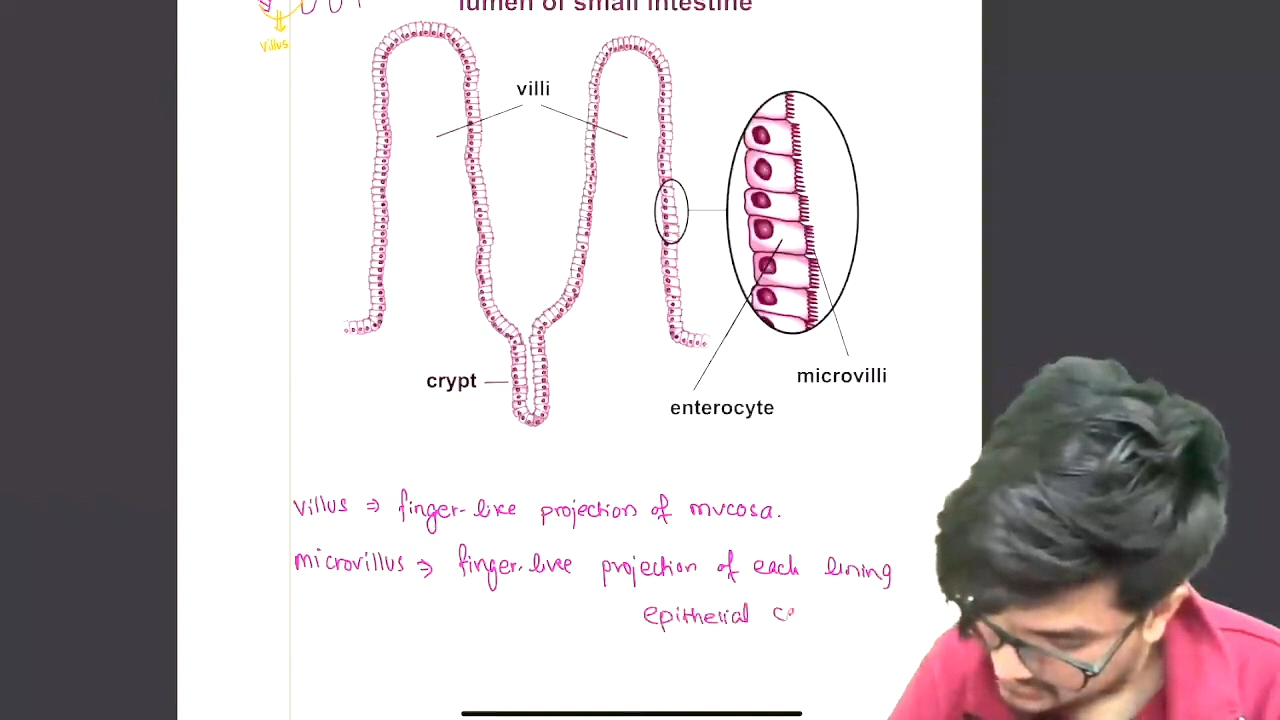 lumen of small intestine
villus
villi
crypt
microvilli
enterocyte
villus ⇒ finger-like projection of mucosa.
microvillus ⇒ finger-like projection of each lining
epithelial